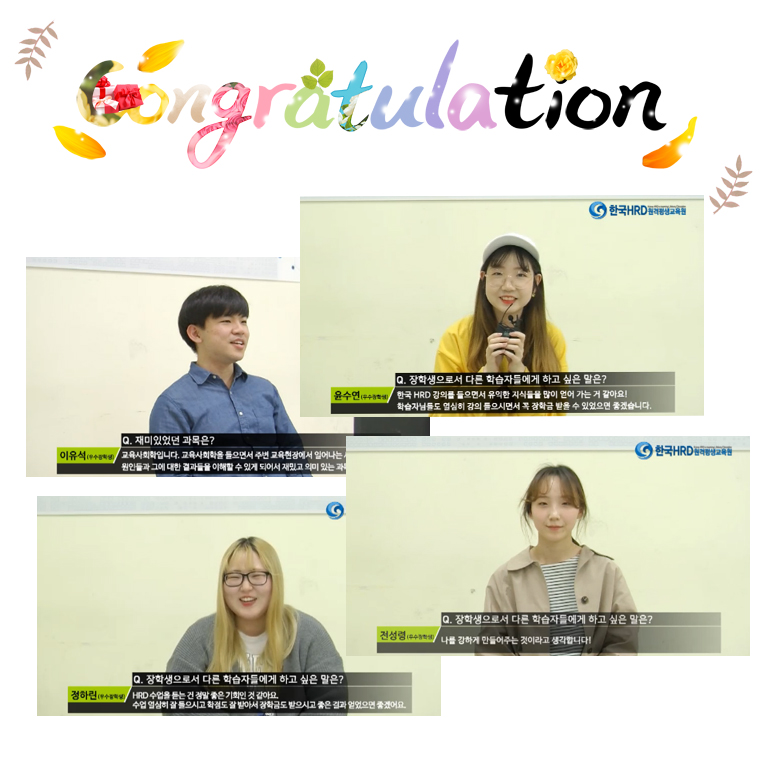 Congratulation
한국HRD원격평생교육원
Q. 장학생으로서 다른 학습자들에게 하고 싶은 말은?
윤수연(우수장학생)
한국 HRD 강의를 들으면서 유익한 지식들을 많이 얻어 가는 거 같아요!
학습자님들도 열심히 강의 들으시면서 꼭 장학금 받을 수 있었으면 좋겠습니다.
Q. 재미있었던 과목은?
이유석(우수장학생)
교육사회학입니다. 교육사회학을 들으면서 주변 교육현장에서 일어나는
원인들과 그에 대한 결과들을 이해할 수 있게 되어서 재밌고 의미 있는
한국HRD원격평생교육원
Q. 장학생으로서 다른 학습자들에게 하고 싶은 말은?
전성령(우수장학생)
나를 강하게 만들어주는 것이라고 생각합니다!
Q. 장학생으로서 다른 학습자들에게 하고 싶은 말은?
정하린(우수장학생)
HRD 수업을 듣는 건 정말 좋은 기회인 것 같아요.
수업 열심히 잘 들으시고 학점도 잘 받아서 장학금도 받으시고 좋은 결과 얻었으면 좋겠어요.